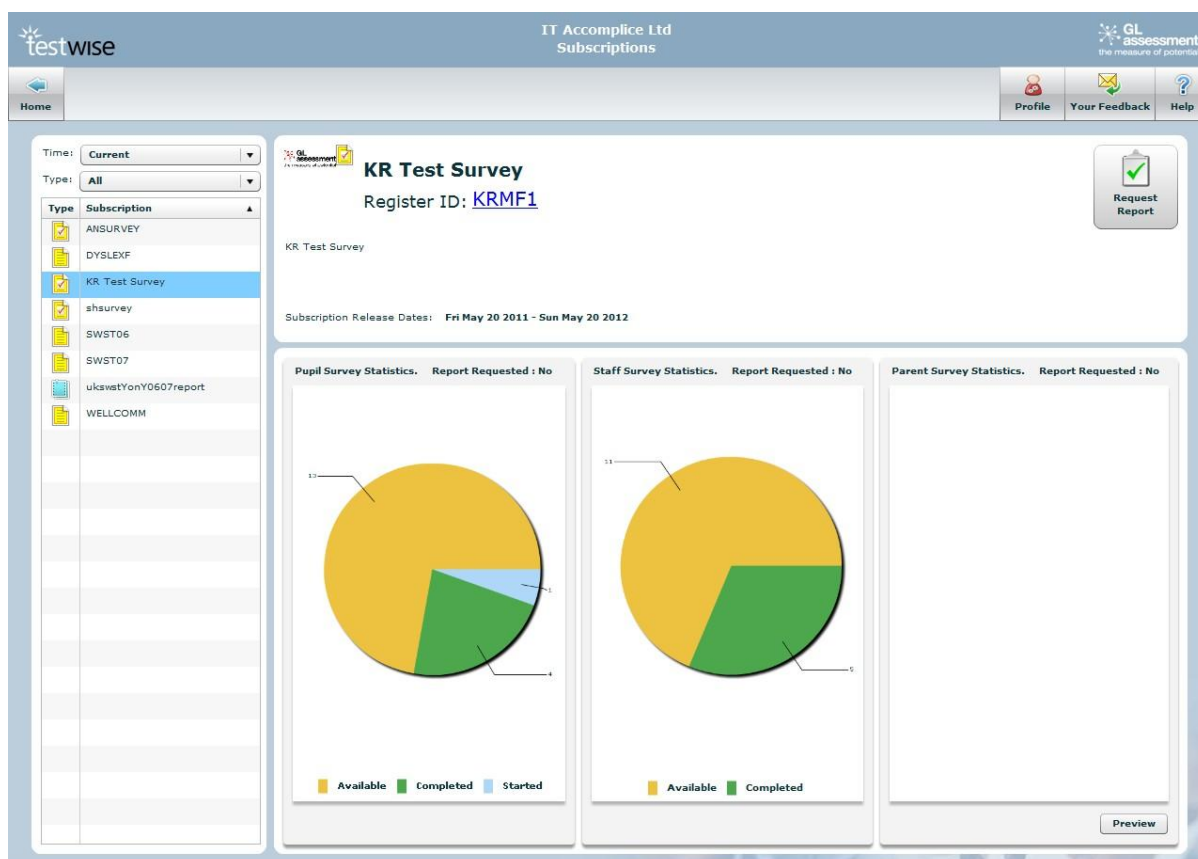 testwise
IT Accomplice Ltd
Subscriptions
GL
assessment
the measure of potential
Home
Profile
Your Feedback
Help
Time: Current
Type: All
Type Subscription
ANSURVEY
DYSLEXF
KR Test Survey
shsurvey
SWST06
SWST07
ukswstYonY0607report
WELLCOMM
GL
assessment
KR Test Survey
Register ID: KRMF1
KR Test Survey
Subscription Release Dates: Fri May 20 2011 - Sun May 20 2012
Request
Report
Pupil Survey Statistics. Report Requested : No
13
1
4
Available Completed Started
Staff Survey Statistics. Report Requested : No
11
5
Available Completed
Parent Survey Statistics. Report Requested : No
Preview